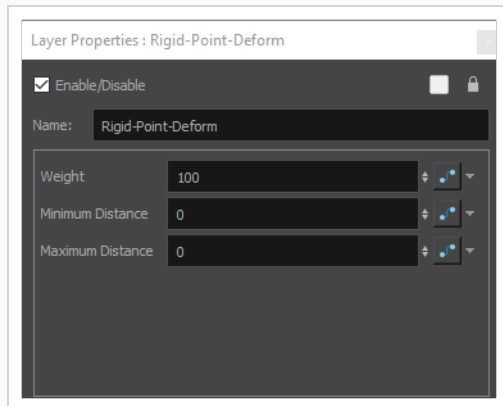 Layer Properties : Rigid-Point-Deform
Enable/Disable
Name: Rigid-Point-Deform
Weight 100
Minimum Distance 0
Maximum Distance 0